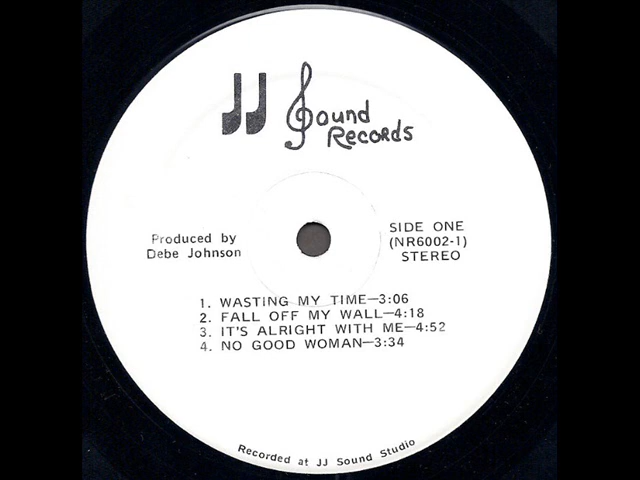 JJ Sound
Records
Produced by
Debe Johnson
SIDE ONE
(NR6002-1)
STEREO
1. WASTING MY TIME—3:06
2. FALL OFF MY WALL—4:18
3. IT'S ALRIGHT WITH ME—4:52
4. NO GOOD WOMAN—3:34
Recorded at JJ Sound Studio